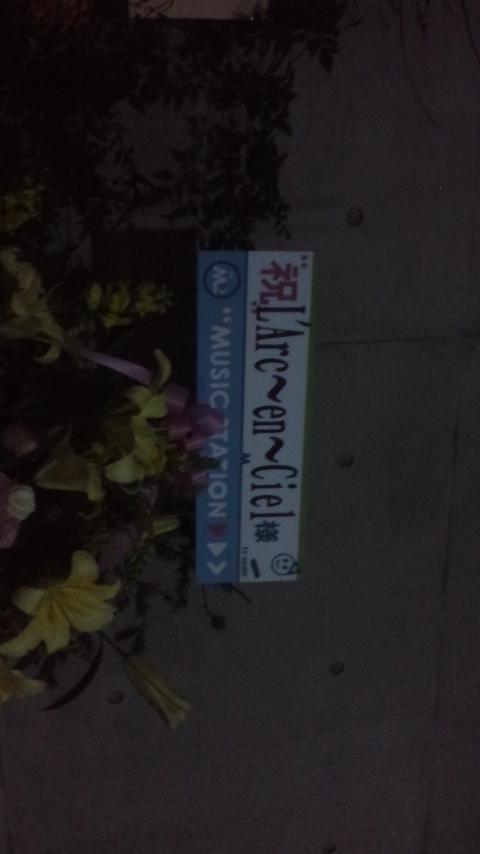 祝L'Arc〜en〜Ciel様
"MUSIC STATION